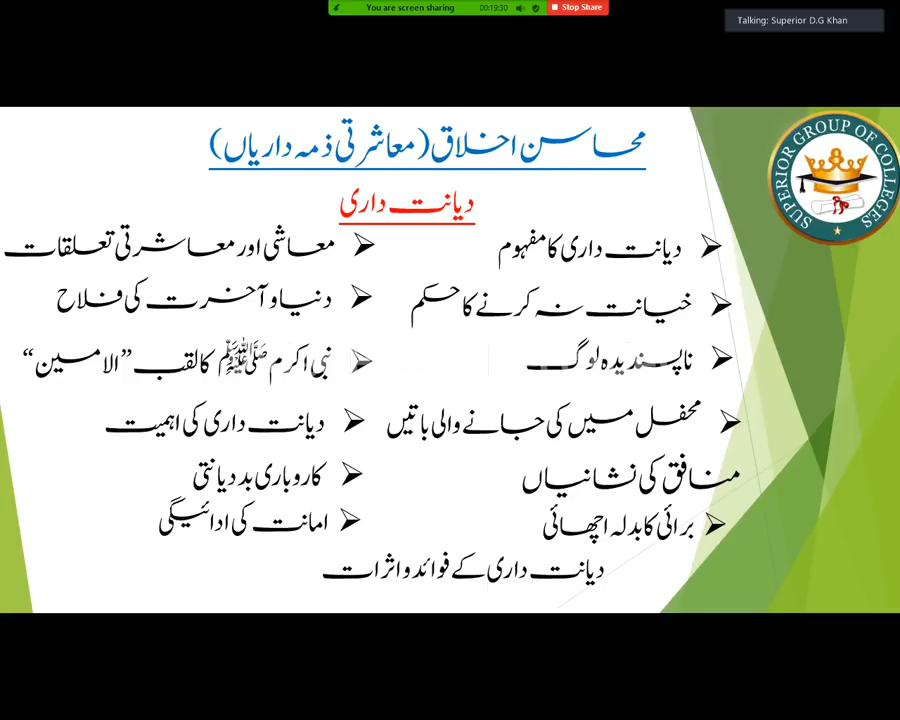 You are screen sharing 00:19:30 Stop Share
Talking: Superior D.G Khan
محاسن اخلاق (معاشرتی ذمہ داریاں)
SUPERIOR GROUP OF COLLEGES
دیانت داری
دیانت داری کا مفہوم
معاشی اور معاشرتی تعلقات
خیانت نہ کرنے کا حکم
دنیا و آخرت کی فلاح
ناپسندیدہ لوگ
نبی اکرم ﷺ کا لقب ”الامین“
محفل میں کی جانے والی باتیں
دیانت داری کی اہمیت
منافق کی نشانیاں
کاروباری بددیانتی
برائی کا بدلہ اچھائی
امانت کی ادائیگی
دیانت داری کے فوائد و اثرات